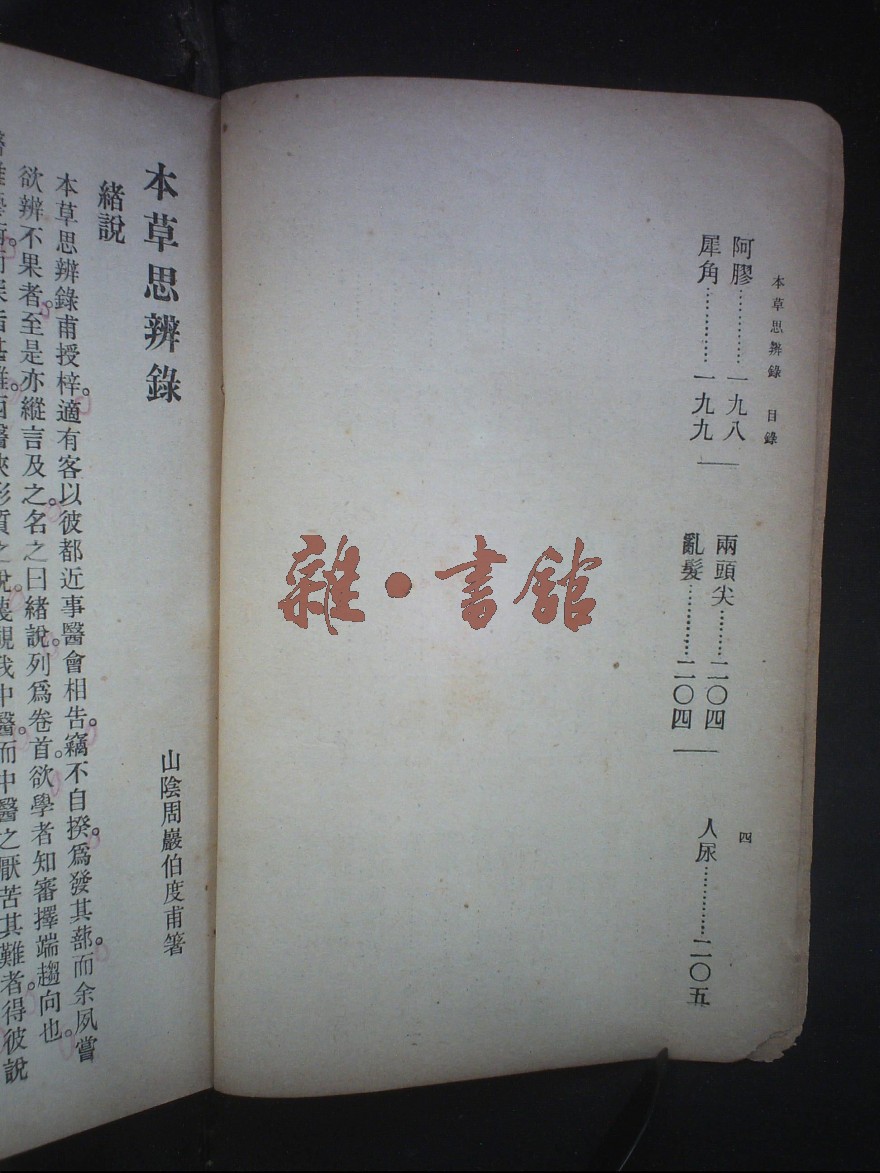 本草思辨錄　目錄
四
阿膠⋯⋯⋯⋯一九八
犀角⋯⋯⋯⋯一九九
兩頭尖⋯⋯⋯二〇四
亂髮⋯⋯⋯⋯二〇四
人尿⋯⋯⋯⋯二〇五
雜·書館
本草思辨錄
山陰周巖伯度甫箸
緒說
本草思辨錄甫授梓。適有客以彼都近事醫會相告。竊不自揆。爲發其蔀。而余夙嘗
欲辨不果者。至是亦縱言及之。名之曰緒說。列爲卷首。欲學者知審擇端趨向也。
之說。我中醫。而中醫之厭苦其難者。得彼說